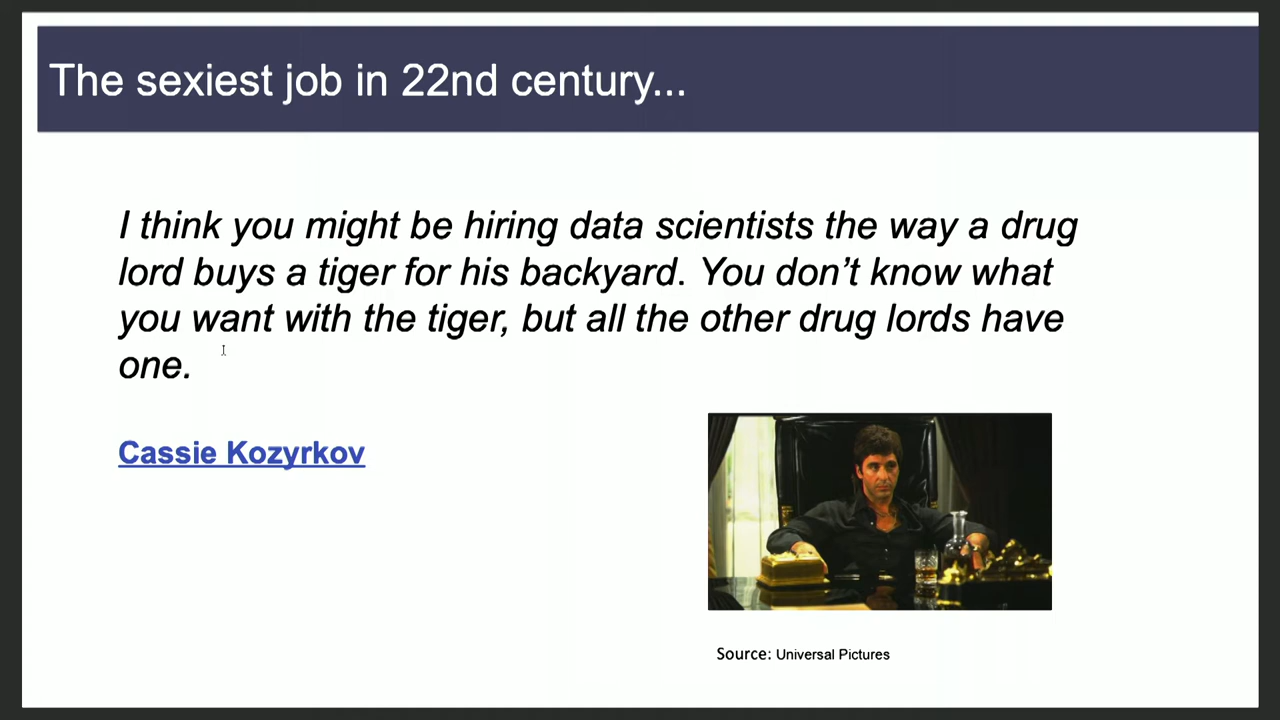 The sexiest job in 22nd century...
I think you might be hiring data scientists the way a drug
lord buys a tiger for his backyard. You don’t know what
you want with the tiger, but all the other drug lords have
one.
Cassie Kozyrkov
Source: Universal Pictures